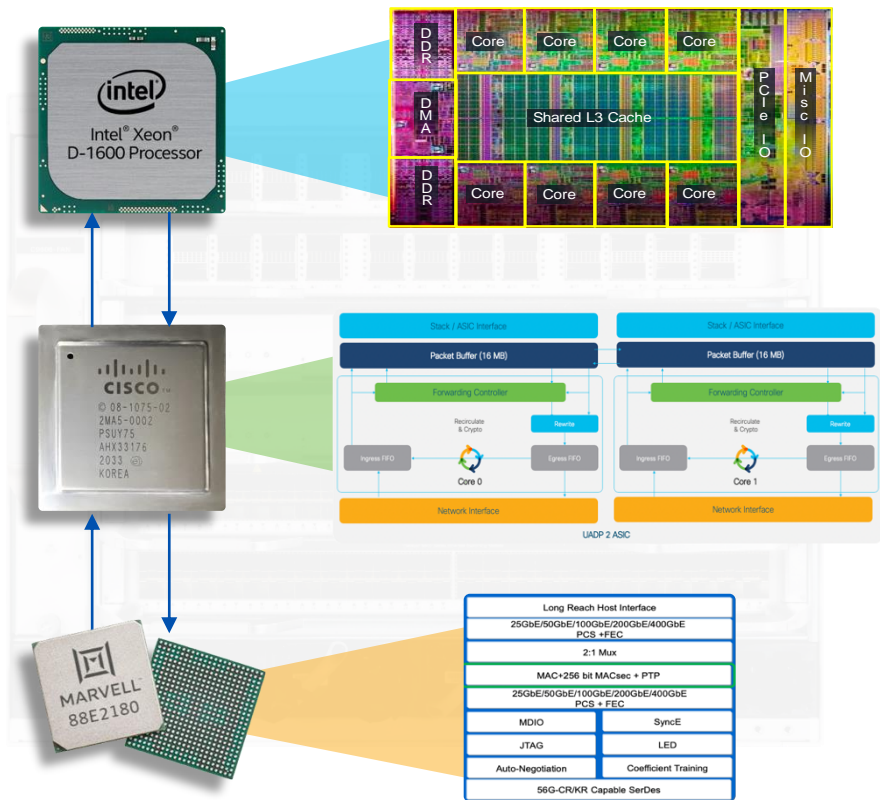 intel
Intel® Xeon®
D-1600 Processor
DDR
Core
Core
Core
Core
DMA
Shared L3 Cache
PCIe IO
Misc IO
DDR
Core
Core
Core
Core
CISCO™
© 08-1075-02
2MA5-0002
PSUY75
AHX33176
2033
KOREA
Stack / ASIC Interface
Stack / ASIC Interface
Packet Buffer (16 MB)
Packet Buffer (16 MB)
Forwarding Controller
Forwarding Controller
Recirculate
& Crypto
Rewrite
Recirculate
& Crypto
Rewrite
Ingress FIFO
Egress FIFO
Ingress FIFO
Egress FIFO
Core 0
Core 1
Network Interface
Network Interface
UADP 2 ASIC
MARVELL™
88E2180
Long Reach Host Interface
25GbE/50GbE/100GbE/200GbE/400GbE
PCS +FEC
2:1 Mux
MAC+256 bit MACsec + PTP
25GbE/50GbE/100GbE/200GbE/400GbE
PCS + FEC
MDIO
SyncE
JTAG
LED
Auto-Negotiation
Coefficient Training
56G-CR/KR Capable SerDes